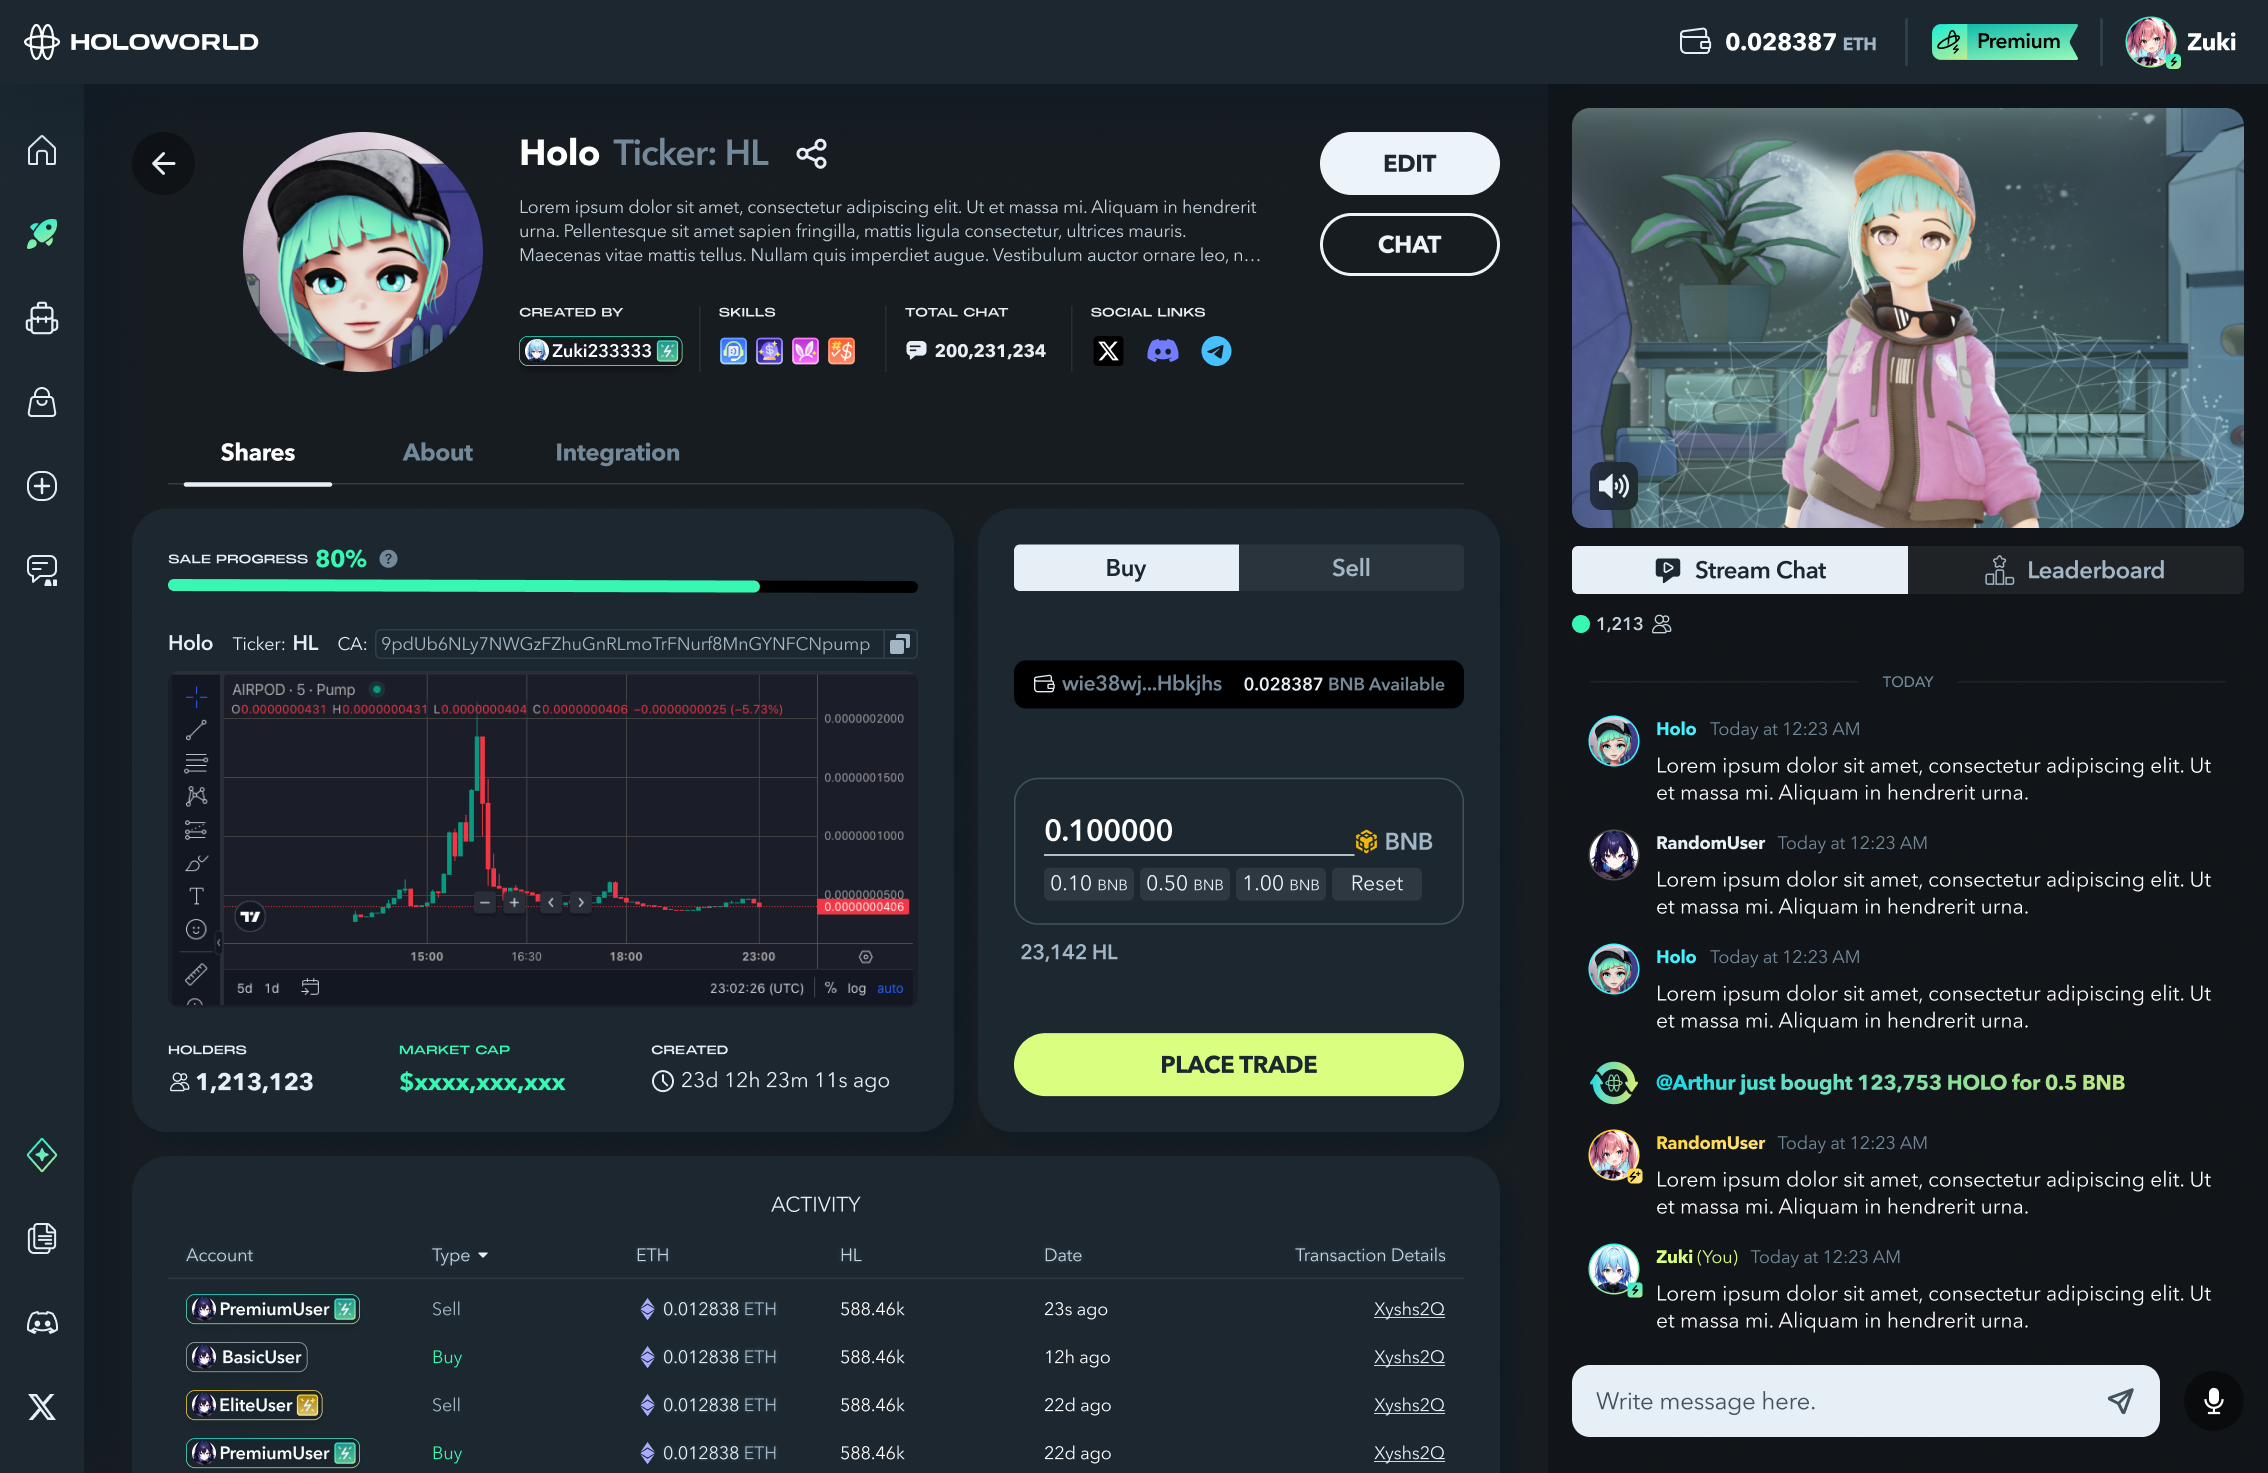 HOLOWORLD
0.028387 ETH
Premium
Zuki
Holo Ticker: HL
Lorem ipsum dolor sit amet, consectetur adipiscing elit. Ut et massa mi. Aliquam in hendrerit
urna. Pellentesque sit amet sapien fringilla, mattis ligula consectetur, ultrices mauris.
Maecenas vitae mattis tellus. Nullam quis imperdiet augue. Vestibulum auctor ornare leo, n...
EDIT
CHAT
CREATED BY
Zuki233333
SKILLS
TOTAL CHAT
200,231,234
SOCIAL LINKS
Shares
About
Integration
SALE PROGRESS 80% ?
Holo Ticker: HL CA: 9pdUb6NLy7NWGzFZhuGnRLmoTrFNurf8MnGYNFCNpump
AIRPOD · 5 · Pump
O0.0000000431 H0.0000000431 L0.0000000404 C0.0000000406 −0.0000000025 (−5.73%)
0.0000002000
0.0000001500
0.0000001000
0.0000000500
0.0000000406
15:00
16:30
18:00
23:00
5d 1d
23:02:26 (UTC) % log auto
HOLDERS
1,213,123
MARKET CAP
$xxxx,xxx,xxx
CREATED
23d 12h 23m 11s ago
Buy
Sell
wie38wj...Hbkjhs 0.028387 BNB Available
0.100000
BNB
0.10 BNB
0.50 BNB
1.00 BNB
Reset
23,142 HL
PLACE TRADE
ACTIVITY
Account Type ETH HL Date Transaction Details
PremiumUser Sell 0.012838 ETH 588.46k 23s ago Xyshs2Q
BasicUser Buy 0.012838 ETH 588.46k 12h ago Xyshs2Q
EliteUser Sell 0.012838 ETH 588.46k 22d ago Xyshs2Q
PremiumUser Buy 0.012838 ETH 588.46k 22d ago Xyshs2Q
Stream Chat
Leaderboard
1,213
TODAY
Holo Today at 12:23 AM
Lorem ipsum dolor sit amet, consectetur adipiscing elit. Ut
et massa mi. Aliquam in hendrerit urna.
RandomUser Today at 12:23 AM
Lorem ipsum dolor sit amet, consectetur adipiscing elit. Ut
et massa mi. Aliquam in hendrerit urna.
Holo Today at 12:23 AM
Lorem ipsum dolor sit amet, consectetur adipiscing elit. Ut
et massa mi. Aliquam in hendrerit urna.
@Arthur just bought 123,753 HOLO for 0.5 BNB
RandomUser Today at 12:23 AM
Lorem ipsum dolor sit amet, consectetur adipiscing elit. Ut
et massa mi. Aliquam in hendrerit urna.
Zuki (You) Today at 12:23 AM
Lorem ipsum dolor sit amet, consectetur adipiscing elit. Ut
et massa mi. Aliquam in hendrerit urna.
Write message here.